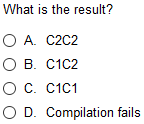 What is the result?
A. C2C2
B. C1C2
C. C1C1
D. Compilation fails